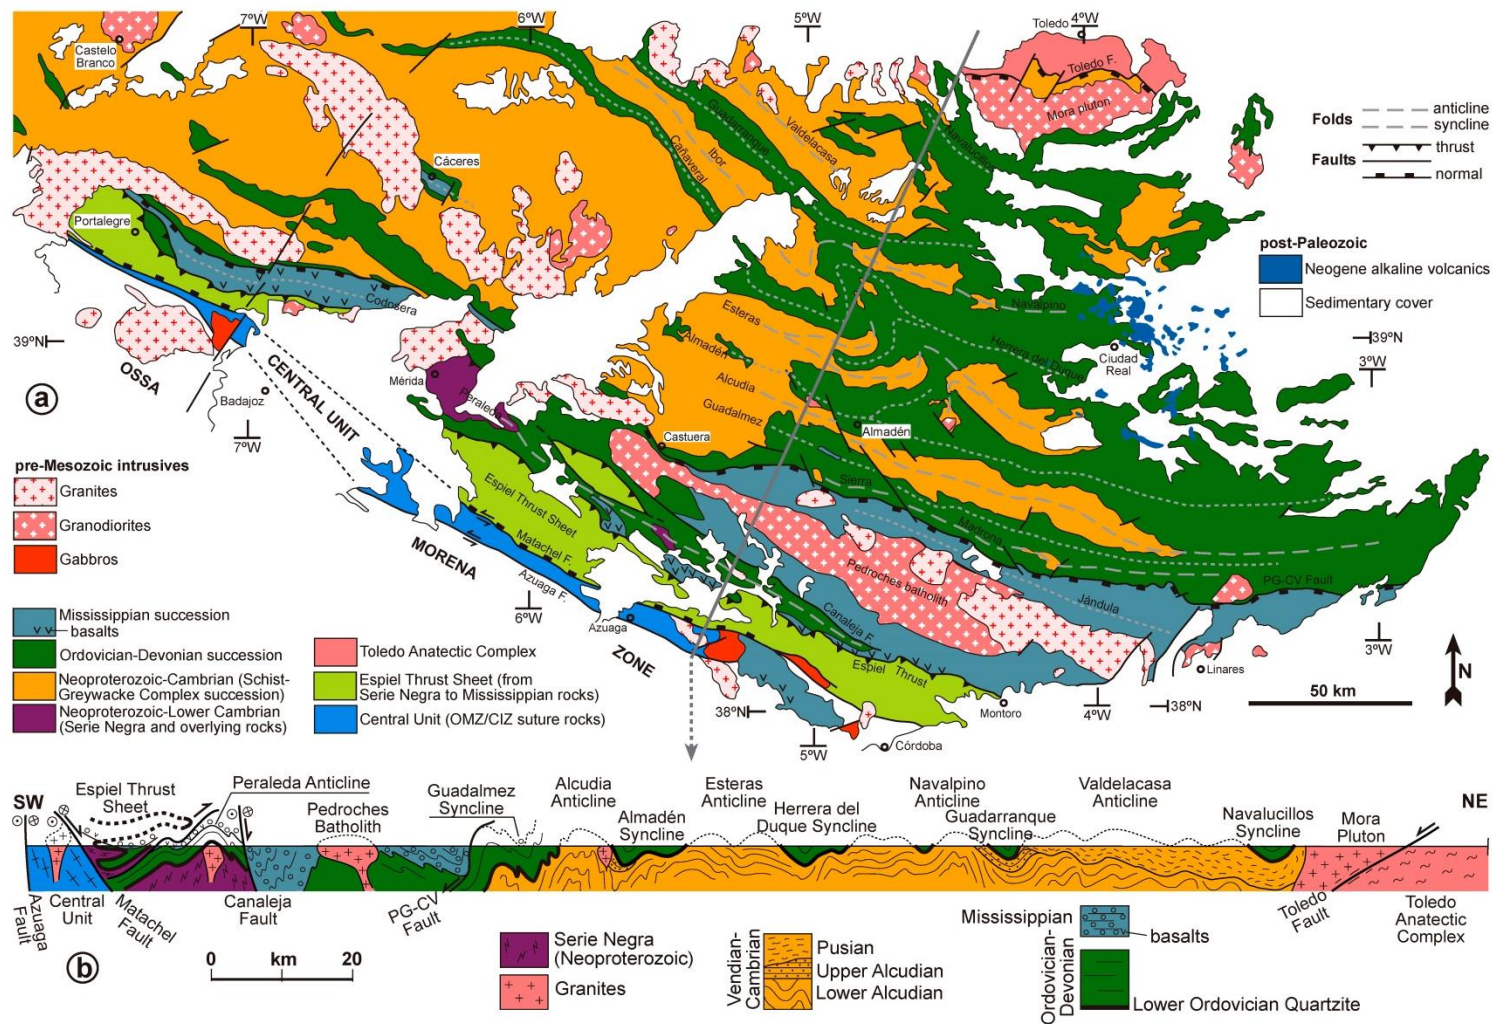 7ºW
6ºW
5ºW
4ºW
Toledo
Castelo
Branco
Toledo F.
Mora pluton
Guadarranque
Valdelacasa
Navalucillos
Ibor
Cañaveral
Cáceres
Portalegre
Codosera
Folds
anticline
syncline
Faults
thrust
normal
post-Paleozoic
Neogene alkaline volcanics
Sedimentary cover
39ºN
39ºN
3ºW
a
OSSA
CENTRAL UNIT
Badajoz
7ºW
Mérida
Peraleda
Esteras
Almadén
Alcudia
Guadalmez
Navalpino
Herrera del Duque
Ciudad
Real
Castuera
Almadén
Sierra
Madrona
Espiel Thrust Sheet
Matachel F.
MORENA
Azuaga F.
6ºW
Azuaga
ZONE
Pedroches batholith
Canaleja F.
Jándula
PG-CV Fault
Espiel Thrust
Linares
Montoro
Córdoba
38ºN
5ºW
4ºW
38ºN
3ºW
N
50 km
pre-Mesozoic intrusives
Granites
Granodiorites
Gabbros
Mississippian succession
basalts
Ordovician-Devonian succession
Neoproterozoic-Cambrian (Schist-
Greywacke Complex succession)
Neoproterozoic-Lower Cambrian
(Serie Negra and overlying rocks)
Toledo Anatectic Complex
Espiel Thrust Sheet (from
Serie Negra to Mississippian rocks)
Central Unit (OMZ/CIZ suture rocks)
SW
Espiel Thrust
Sheet
Peraleda Anticline
Pedroches
Batholith
Guadalmez
Syncline
Alcudia
Anticline
Almadén
Syncline
Esteras
Anticline
Herrera del
Duque Syncline
Navalpino
Anticline
Guadarranque
Syncline
Valdelacasa
Anticline
Navalucillos
Syncline
Mora
Pluton
NE
Azuaga
Fault
Central
Unit
Matachel
Fault
Canaleja
Fault
PG-CV
Fault
Toledo
Fault
Toledo
Anatectic
Complex
b
0 km 20
Serie Negra
(Neoproterozoic)
Granites
Vendian-
Cambrian
Pusian
Upper Alcudian
Lower Alcudian
Mississippian
basalts
Ordovician-
Devonian
Lower Ordovician Quartzite